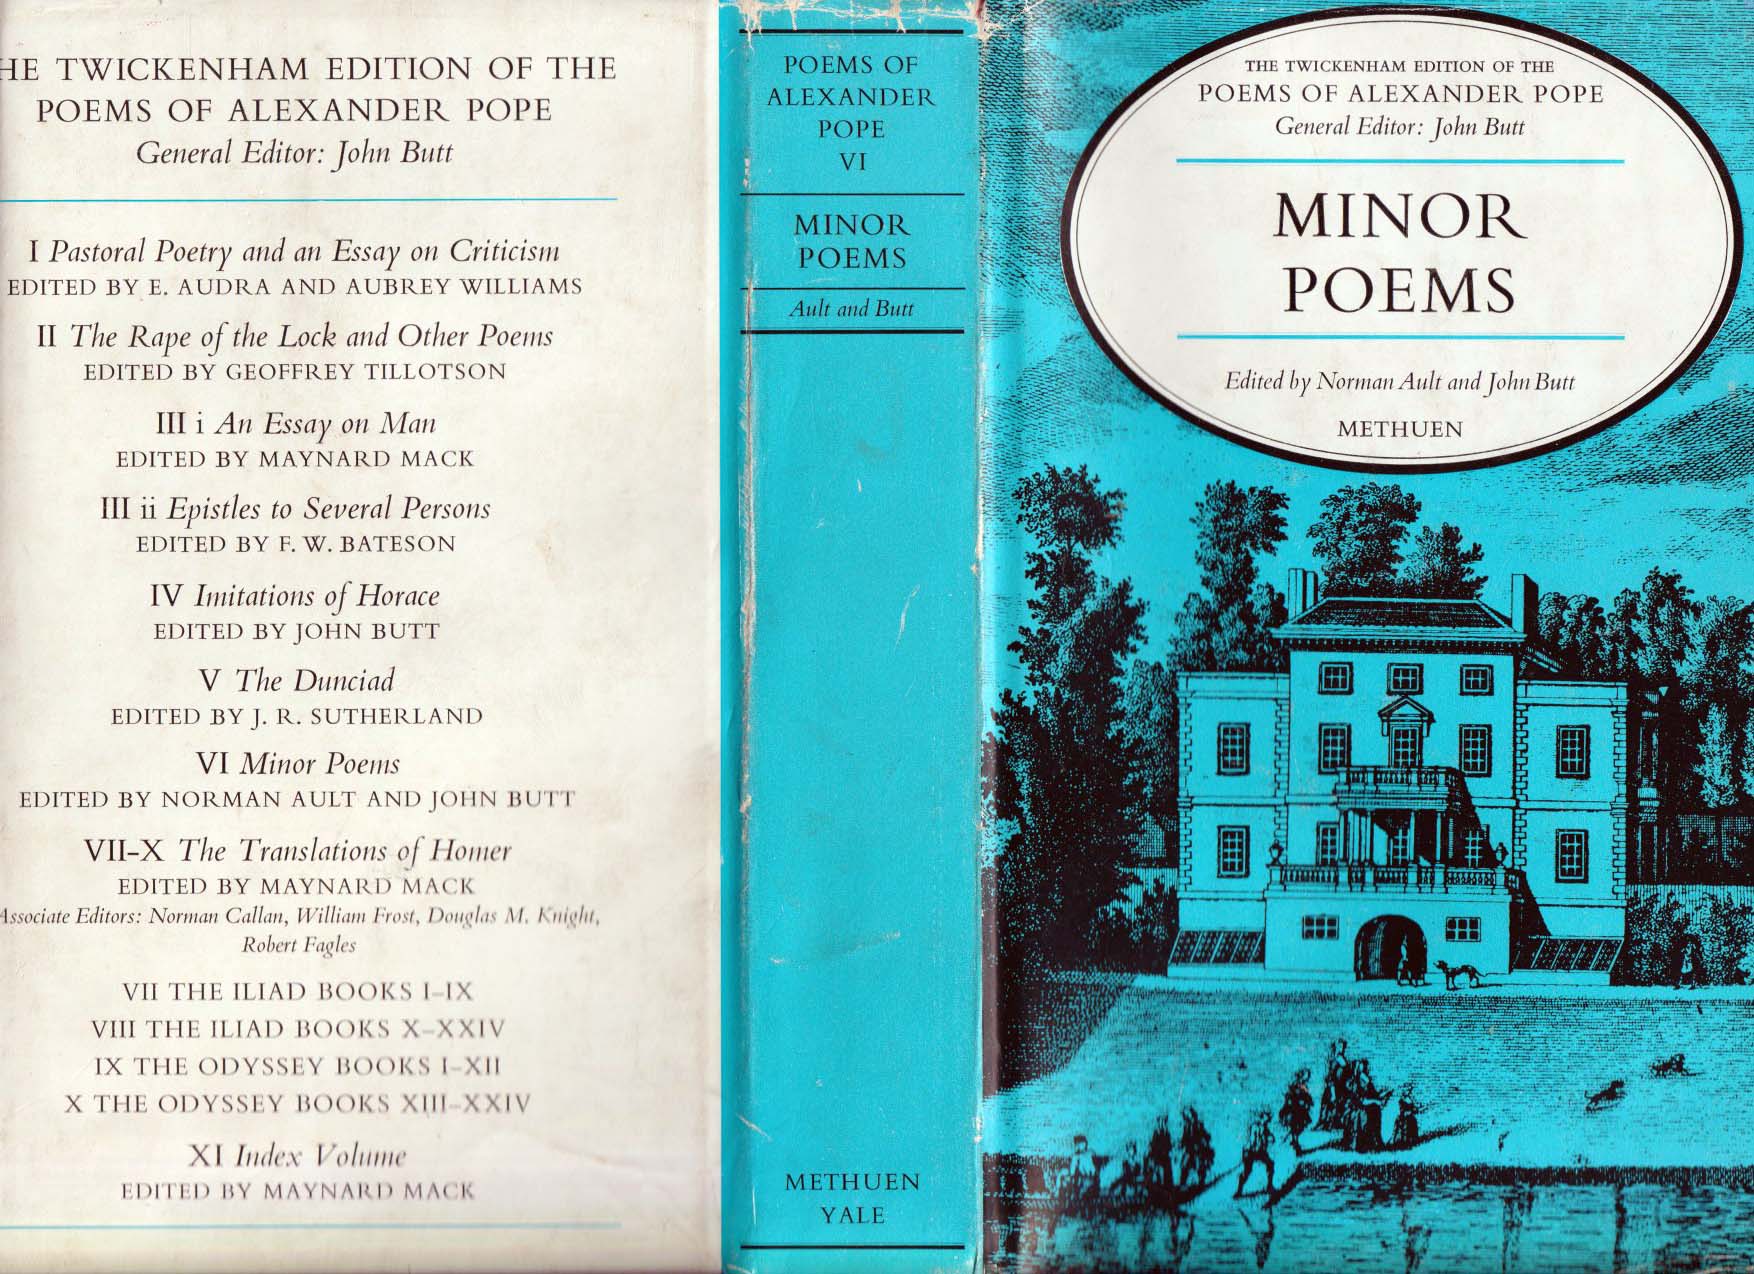 HE TWICKENHAM EDITION OF THE
POEMS OF ALEXANDER POPE
General Editor: John Butt
I Pastoral Poetry and an Essay on Criticism
EDITED BY E. AUDRA AND AUBREY WILLIAMS
II The Rape of the Lock and Other Poems
EDITED BY GEOFFREY TILLOTSON
III i An Essay on Man
EDITED BY MAYNARD MACK
III ii Epistles to Several Persons
EDITED BY F. W. BATESON
IV Imitations of Horace
EDITED BY JOHN BUTT
V The Dunciad
EDITED BY J. R. SUTHERLAND
VI Minor Poems
EDITED BY NORMAN AULT AND JOHN BUTT
VII–X The Translations of Homer
EDITED BY MAYNARD MACK
Associate Editors: Norman Callan, William Frost, Douglas M. Knight,
Robert Fagles
VII THE ILIAD BOOKS I–IX
VIII THE ILIAD BOOKS X–XXIV
IX THE ODYSSEY BOOKS I–XII
X THE ODYSSEY BOOKS XIII–XXIV
XI Index Volume
EDITED BY MAYNARD MACK
POEMS OF
ALEXANDER
POPE
VI
MINOR
POEMS
Ault and Butt
METHUEN
YALE
THE TWICKENHAM EDITION OF THE
POEMS OF ALEXANDER POPE
General Editor: John Butt
MINOR
POEMS
Edited by Norman Ault and John Butt
METHUEN